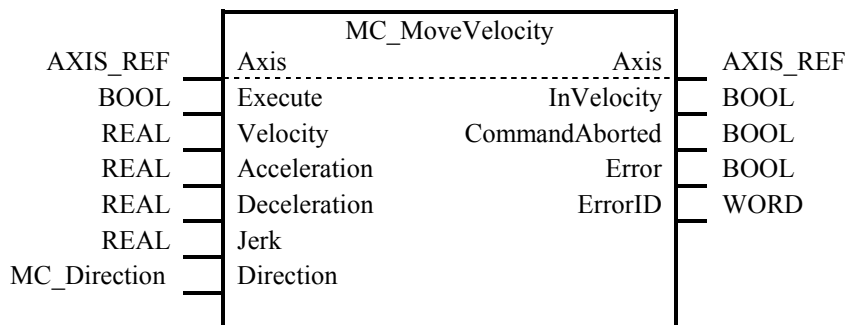 MC_MoveVelocity
AXIS_REF Axis Axis AXIS_REF
BOOL Execute InVelocity BOOL
REAL Velocity CommandAborted BOOL
REAL Acceleration Error BOOL
REAL Deceleration ErrorID WORD
REAL Jerk
MC_Direction Direction